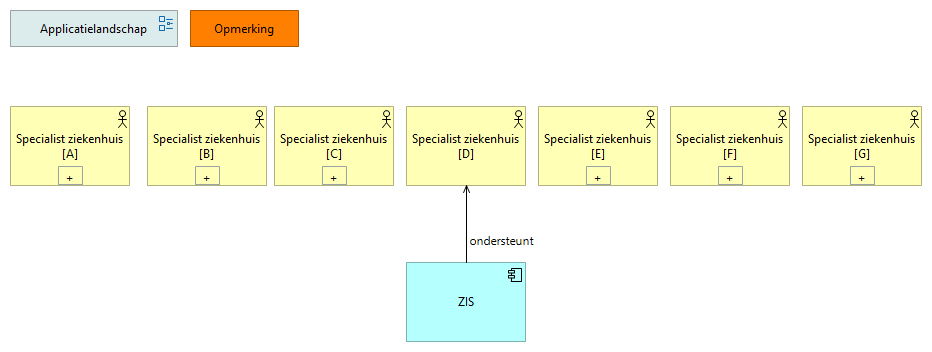 Applicatielandschap
Opmerking
Specialist ziekenhuis
[A]
+
Specialist ziekenhuis
[B]
+
Specialist ziekenhuis
[C]
+
Specialist ziekenhuis
[D]
Specialist ziekenhuis
[E]
+
Specialist ziekenhuis
[F]
+
Specialist ziekenhuis
[G]
+
ondersteunt
ZIS